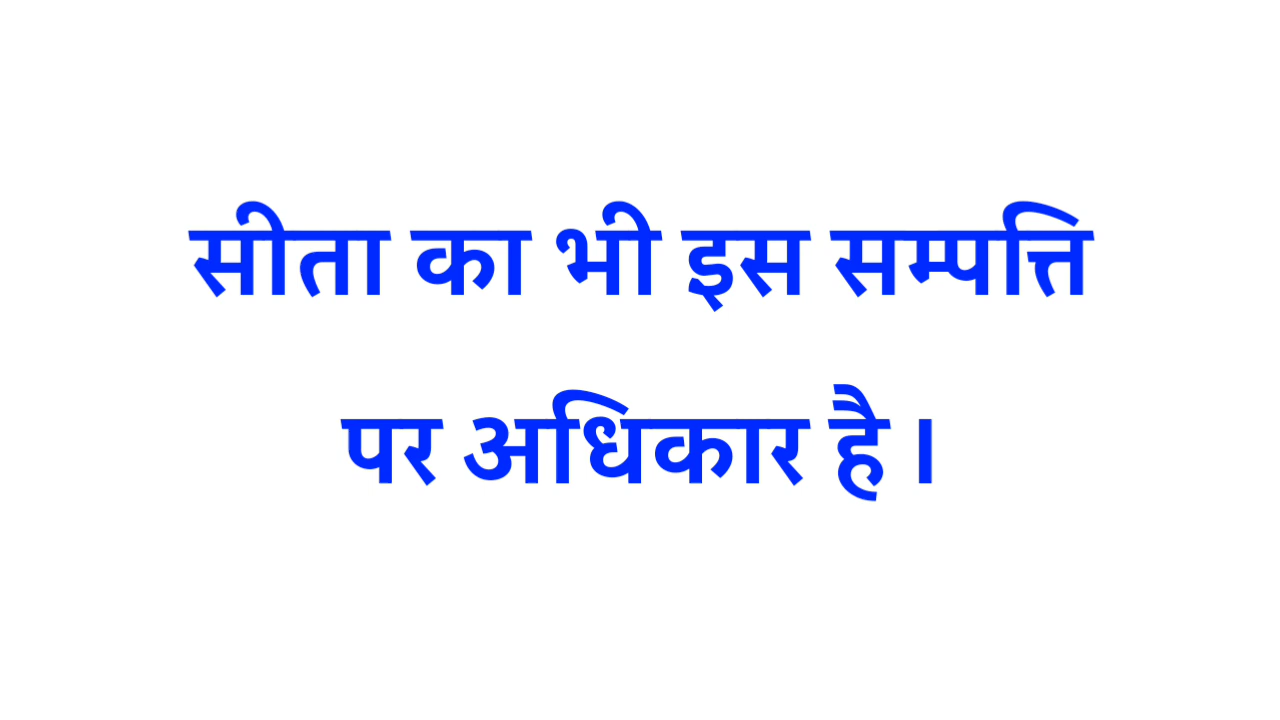 सीता का भी इस सम्पत्ति
पर अधिकार है।